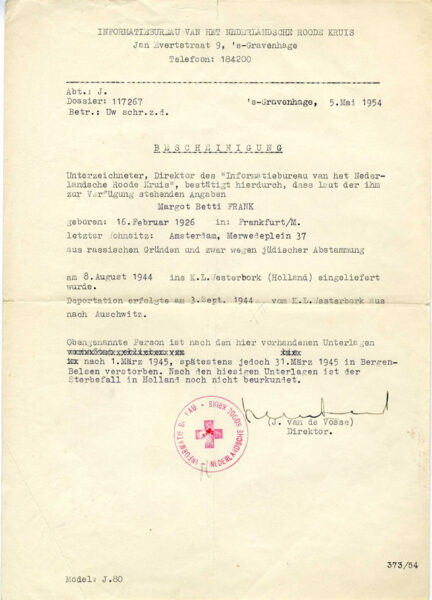 INFORMATIEBUREAU VAN HET NEDERLANDSCHE ROODE KRUIS
Jan Evertstraat 9, 's-Gravenhage
Telefoon: 184200
Abt.: J.
Dossier: 117267
's-Gravenhage, 5.Mai 1954
Betr.: Uw schr.z.d.
BESCHEINIGUNG
Unterzeichneter, Direktor des "Informatiebureau van het Neder-
landsche Roode Kruis", bestätigt hierdurch, dass laut der ihm
zur Verfügung stehenden Angaben
Margot Betti FRANK
geboren: 16.Februar 1926 in: Frankfurt/M.
letzter Wohnsitz: Amsterdam, Merwedeplein 37
aus rassischen Gründen und zwar wegen jüdischer Abstammung
am 8.August 1944 ins K.L.Westerbork (Holland) eingeliefert
wurde.
Deportation erfolgte am 3.Sept. 1944 vom K.L.Westerbork aus
nach Auschwitz.
Obengenannte Person ist nach den hier vorhandenen Unterlagen
nach 1.März 1945, spätestens jedoch 31.März 1945 in Bergen-
Belsen verstorben. Nach den hiesigen Unterlagen ist der
Sterbefall in Holland noch nicht beurkundet.
INFORMATIE BUREAU - NEDERLANDSCHE ROODE KRUIS
(J. van de Vosse)
Direktor.
373/54
Model: J.80